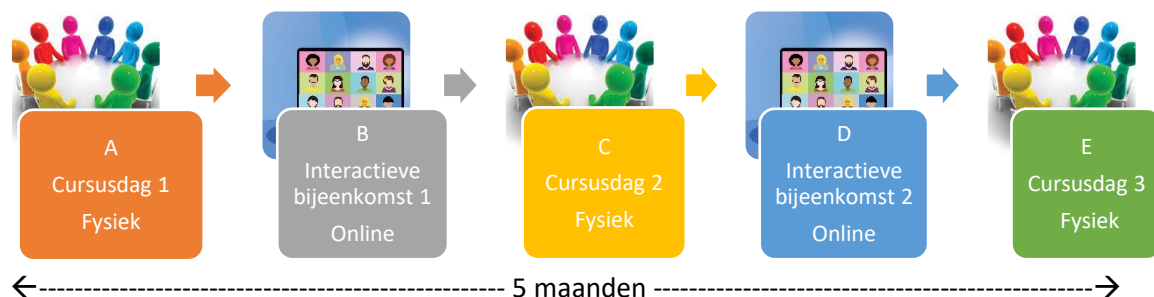 A
Cursusdag 1
Fysiek
B
Interactieve
bijeenkomst 1
Online
C
Cursusdag 2
Fysiek
D
Interactieve
bijeenkomst 2
Online
E
Cursusdag 3
Fysiek
←----------------------------------------------- 5 maanden --------------------------------------------→